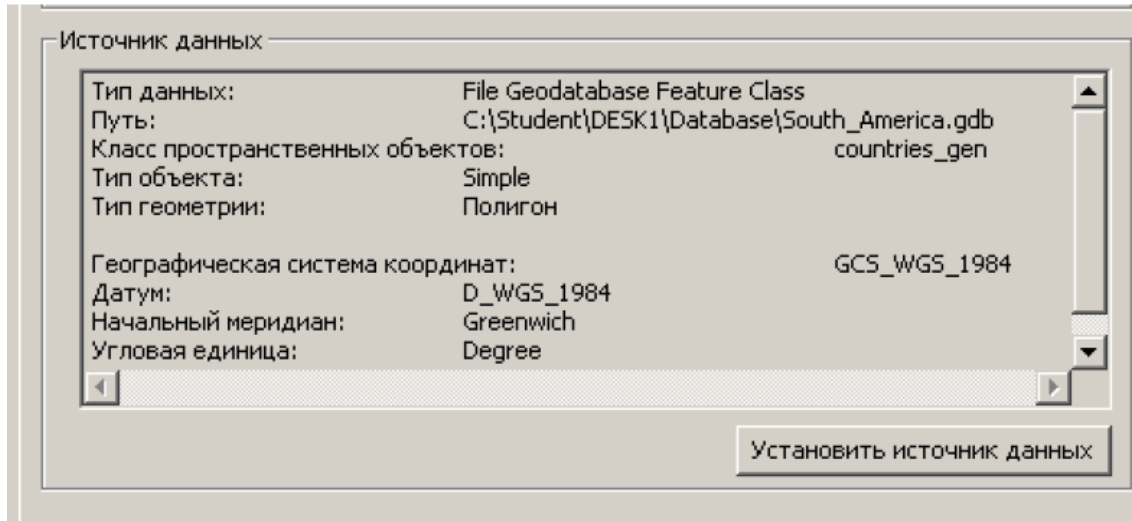 Источник данных
Тип данных: File Geodatabase Feature Class
Путь: C:\Student\DESK1\Database\South_America.gdb
Класс пространственных объектов: countries_gen
Тип объекта: Simple
Тип геометрии: Полигон
Географическая система координат: GCS_WGS_1984
Датум: D_WGS_1984
Начальный меридиан: Greenwich
Угловая единица: Degree
Установить источник данных